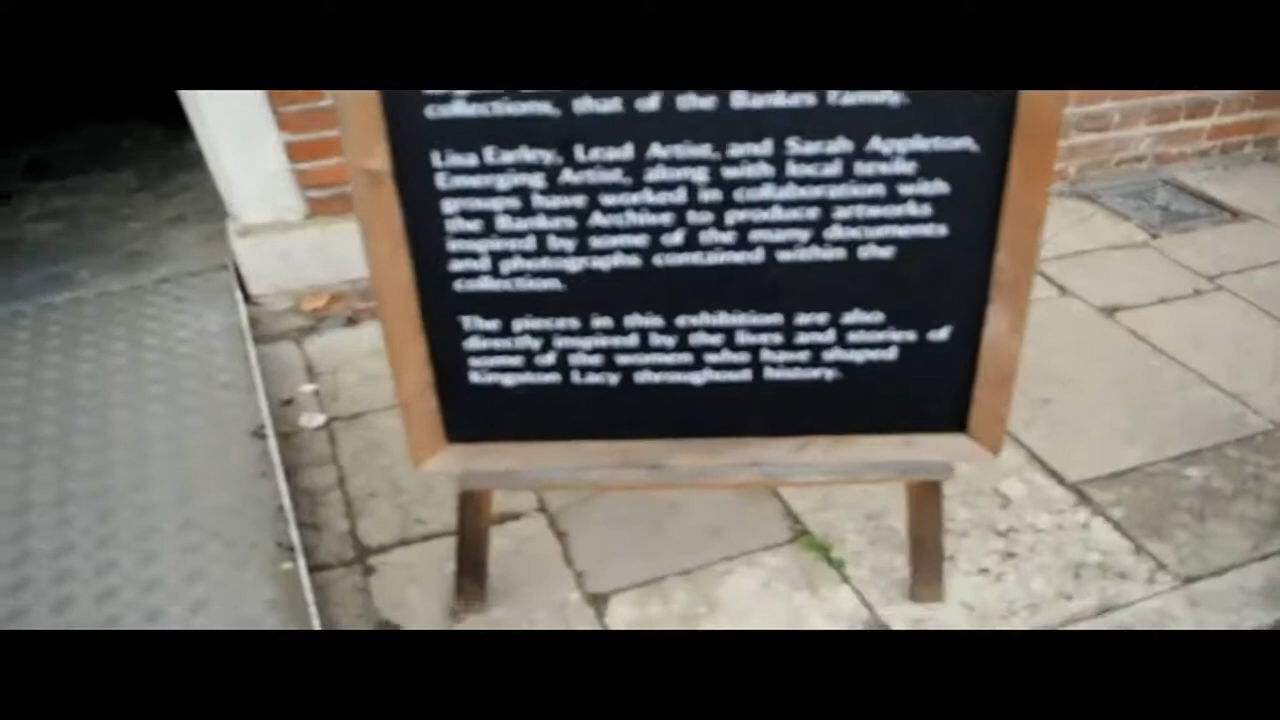 collections, that of the Bankes Family.
Lisa Earley, Lead Artist, and Sarah Appleton,
Emerging Artist, along with local textile
groups have worked in collaboration with
the Bankes Archive to produce artworks
inspired by some of the many documents
and photographs contained within the
collection.
The pieces in this exhibition are also
directly inspired by the lives and stories of
some of the women who have shaped
Kingston Lacy throughout history.